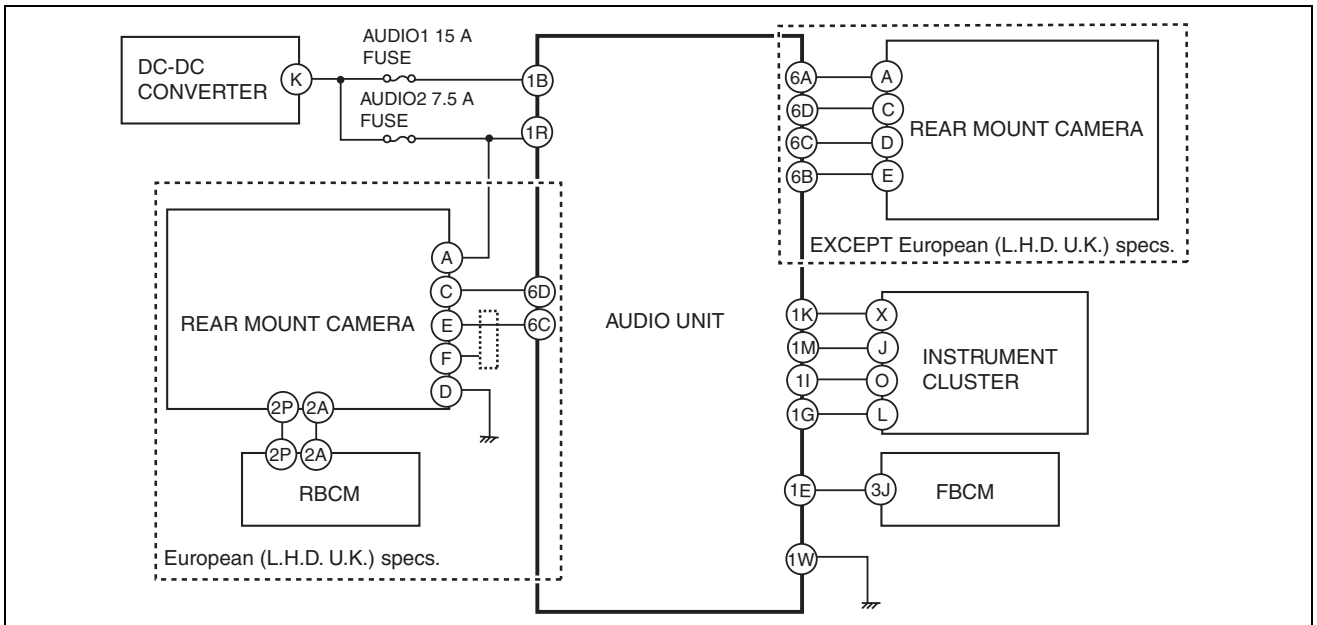 AUDIO1 15 A
FUSE
DC-DC
CONVERTER
K
1B
AUDIO2 7.5 A
FUSE
1R
6A
A
6D
C
REAR MOUNT CAMERA
6C
D
6B
E
EXCEPT European (L.H.D. U.K.) specs.
A
C
6D
REAR MOUNT CAMERA
E
6C
F
D
2P
2A
2P
2A
RBCM
European (L.H.D. U.K.) specs.
AUDIO UNIT
1K
X
1M
J
INSTRUMENT
CLUSTER
1I
O
1G
L
1E
3J
FBCM
1W